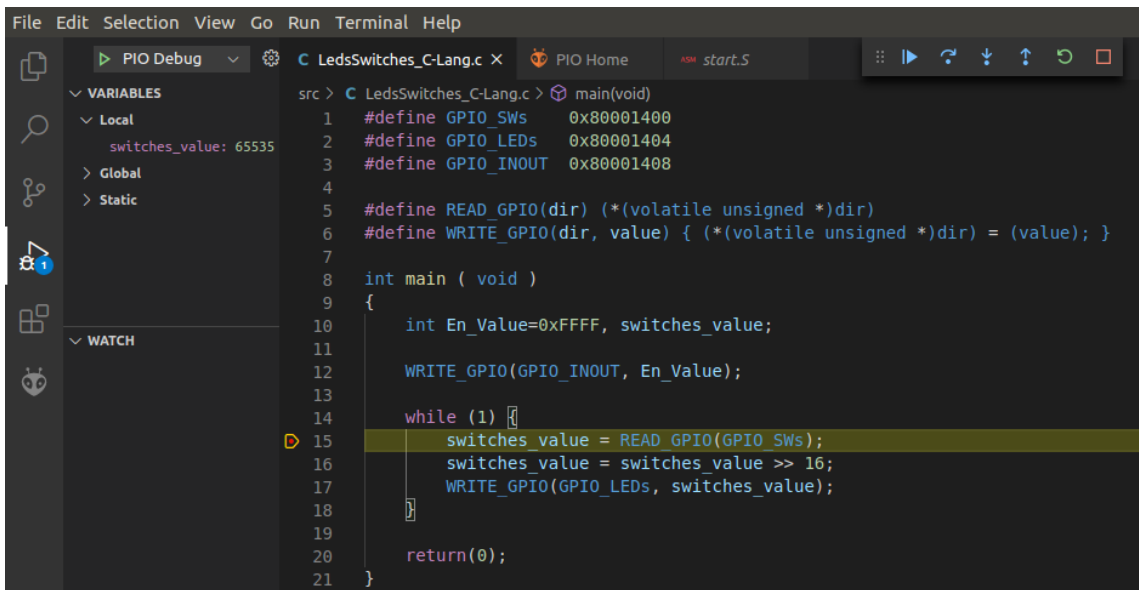 File Edit Selection View Go Run Terminal Help
PIO Debug
C LedsSwitches_C-Lang.c ×
PIO Home
ASM start.S
VARIABLES
Local
switches_value: 65535
Global
Static
WATCH
1
src > C LedsSwitches_C-Lang.c > main(void)
1 #define GPIO_SWs    0x80001400
2 #define GPIO_LEDs   0x80001404
3 #define GPIO_INOUT  0x80001408
4
5 #define READ_GPIO(dir) (*(volatile unsigned *)dir)
6 #define WRITE_GPIO(dir, value) { (*(volatile unsigned *)dir) = (value); }
7
8 int main ( void )
9 {
10     int En_Value=0xFFFF, switches_value;
11
12     WRITE_GPIO(GPIO_INOUT, En_Value);
13
14     while (1) {
15         switches_value = READ_GPIO(GPIO_SWs);
16         switches_value = switches_value >> 16;
17         WRITE_GPIO(GPIO_LEDs, switches_value);
18     }
19
20     return(0);
21 }